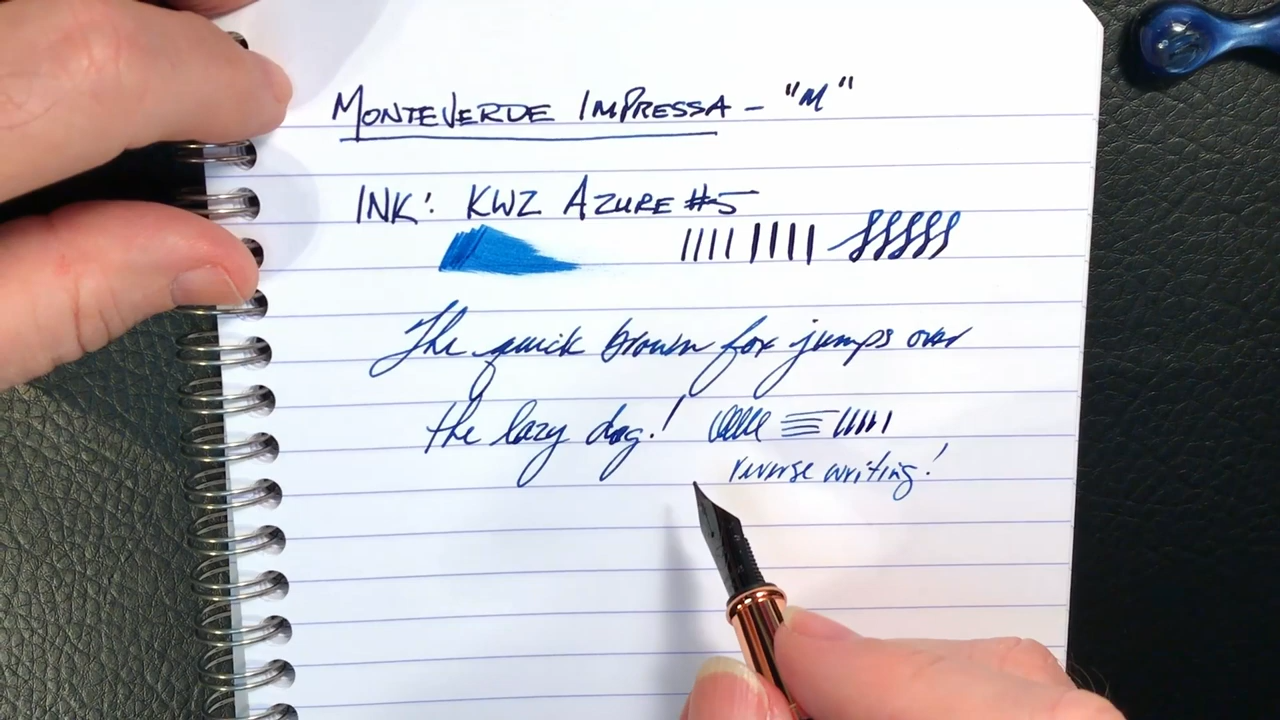 MONTEVERDE IMPRESSA - "M"
INK: KWZ AZURE #5
The quick brown fox jumps over
the lazy dog!
reverse writing!